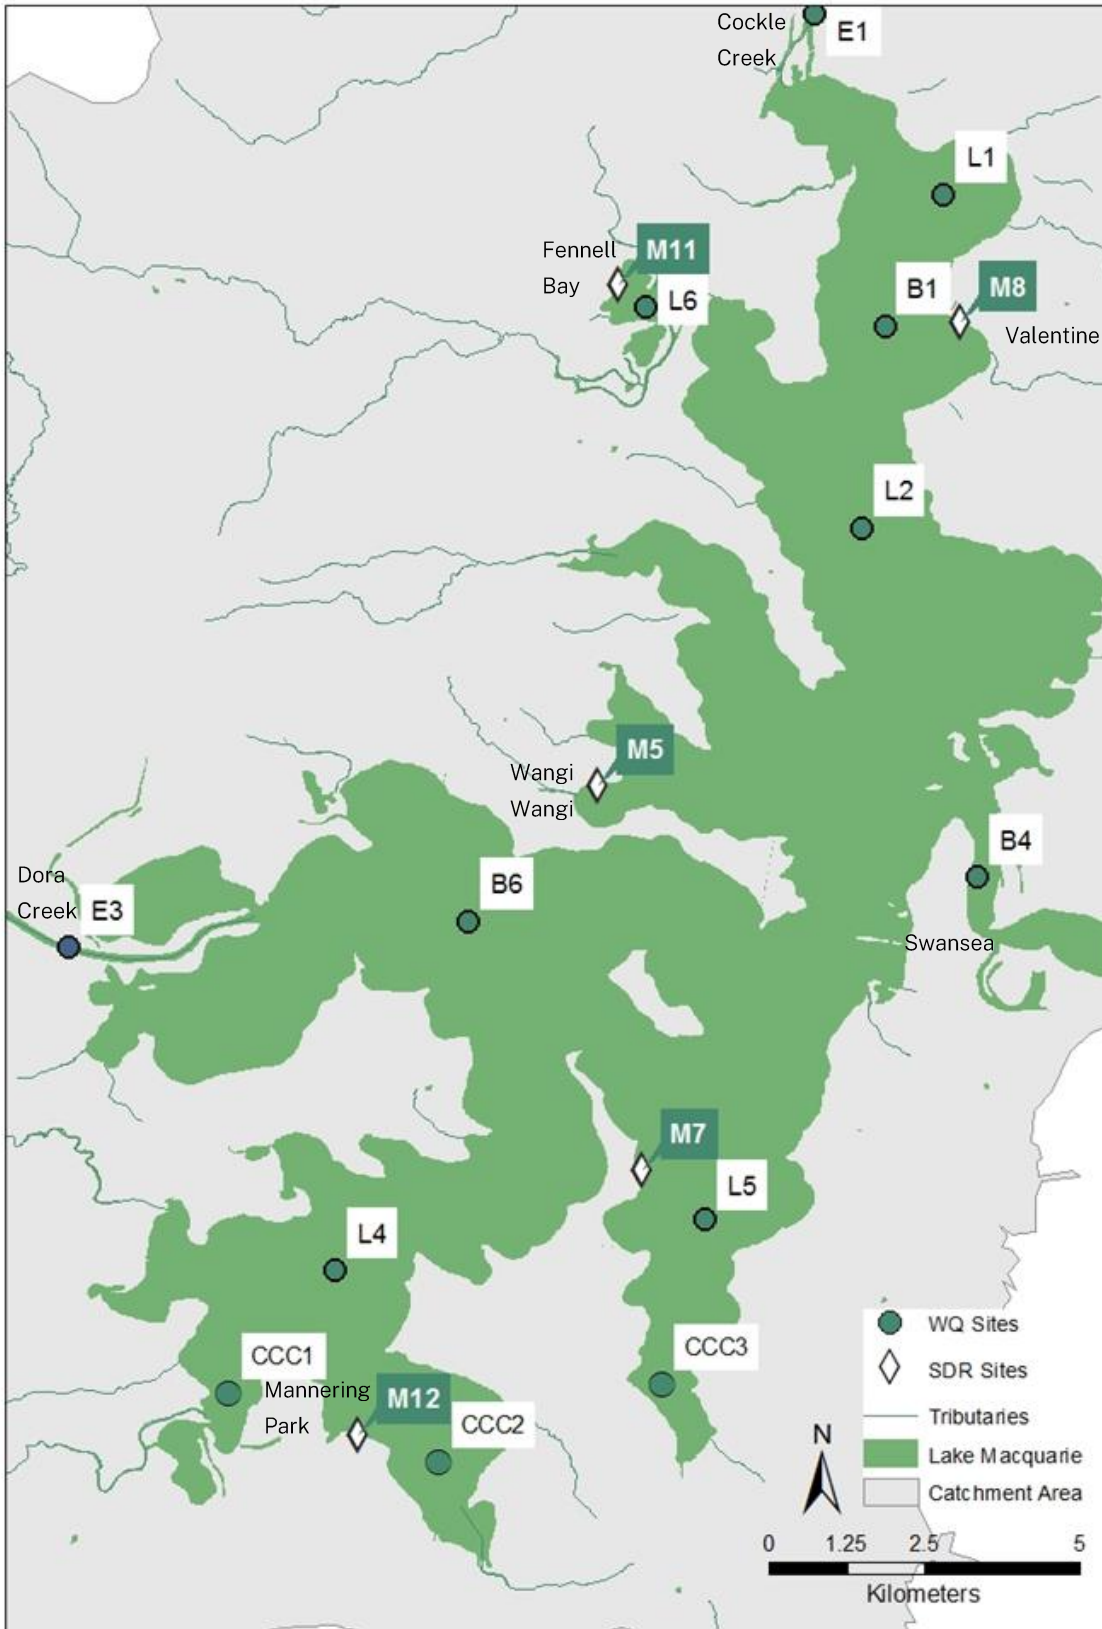 Cockle
Creek
E1
L1
Fennell
Bay
M11
L6
B1
M8
Valentine
L2
M5
Wangi
Wangi
B4
Dora
Creek
E3
B6
Swansea
M7
L5
L4
CCC1
CCC3
Mannering
Park
M12
CCC2
WQ Sites
SDR Sites
Tributaries
Lake Macquarie
Catchment Area
N
0 1.25 2.5 5
Kilometers